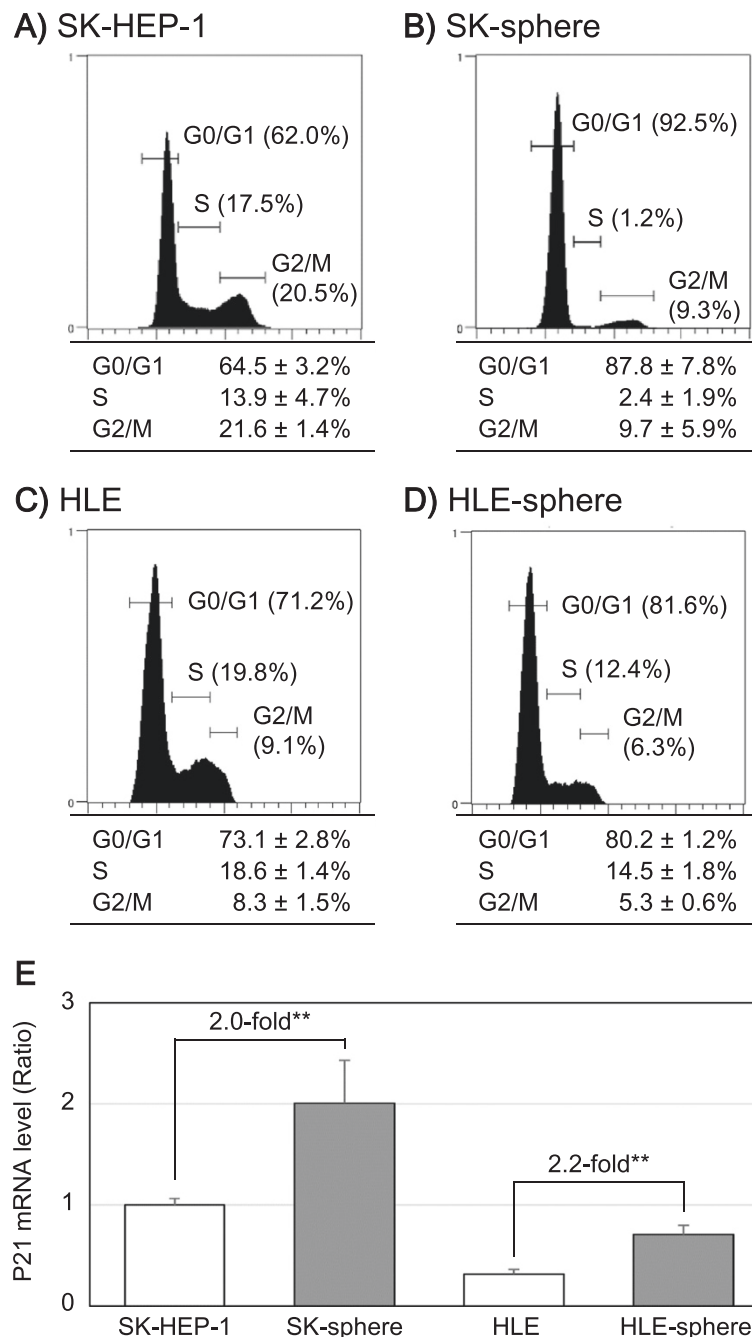 A) SK-HEP-1
1
G0/G1 (62.0%)
S (17.5%)
G2/M
(20.5%)
0
G0/G1 64.5 ± 3.2%
S 13.9 ± 4.7%
G2/M 21.6 ± 1.4%
B) SK-sphere
1
G0/G1 (92.5%)
S (1.2%)
G2/M
(9.3%)
0
G0/G1 87.8 ± 7.8%
S 2.4 ± 1.9%
G2/M 9.7 ± 5.9%
C) HLE
1
G0/G1 (71.2%)
S (19.8%)
G2/M
(9.1%)
0
G0/G1 73.1 ± 2.8%
S 18.6 ± 1.4%
G2/M 8.3 ± 1.5%
D) HLE-sphere
1
G0/G1 (81.6%)
S (12.4%)
G2/M
(6.3%)
0
G0/G1 80.2 ± 1.2%
S 14.5 ± 1.8%
G2/M 5.3 ± 0.6%
E
P21 mRNA level (Ratio)
3
2
1
0
2.0-fold**
2.2-fold**
SK-HEP-1 SK-sphere HLE HLE-sphere